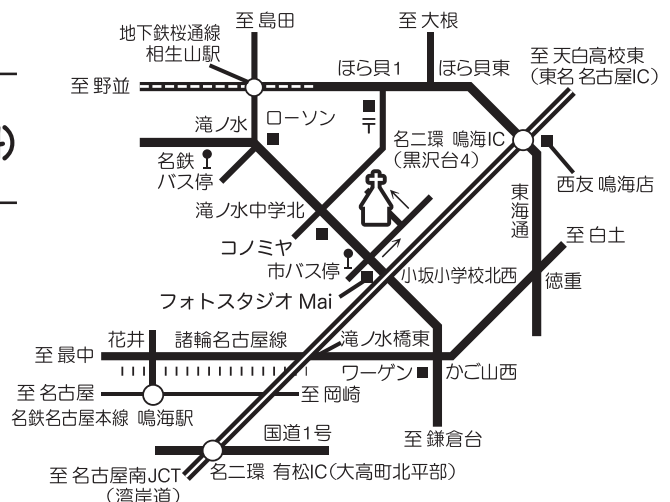 至 島田
至 大根
地下鉄桜通線
相生山駅
至 天白高校東
(東名 名古屋IC)
ほら貝1
ほら貝東
至 野並
〒
滝ノ水
ローソン
名二環 鳴海IC
(黒沢台4)
名鉄
バス停
西友 鳴海店
東海通
滝ノ水中学北
至 白土
コノミヤ
市バス停
小坂小学校北西
徳重
フォトスタジオ Mai
花井
諸輪名古屋線
滝ノ水橋東
至 最中
ワーゲン
かご山西
至 名古屋
至 岡崎
名鉄名古屋本線 鳴海駅
国道1号
至 鎌倉台
至 名古屋南JCT
(湾岸道)
名二環 有松IC(大高町北平部)